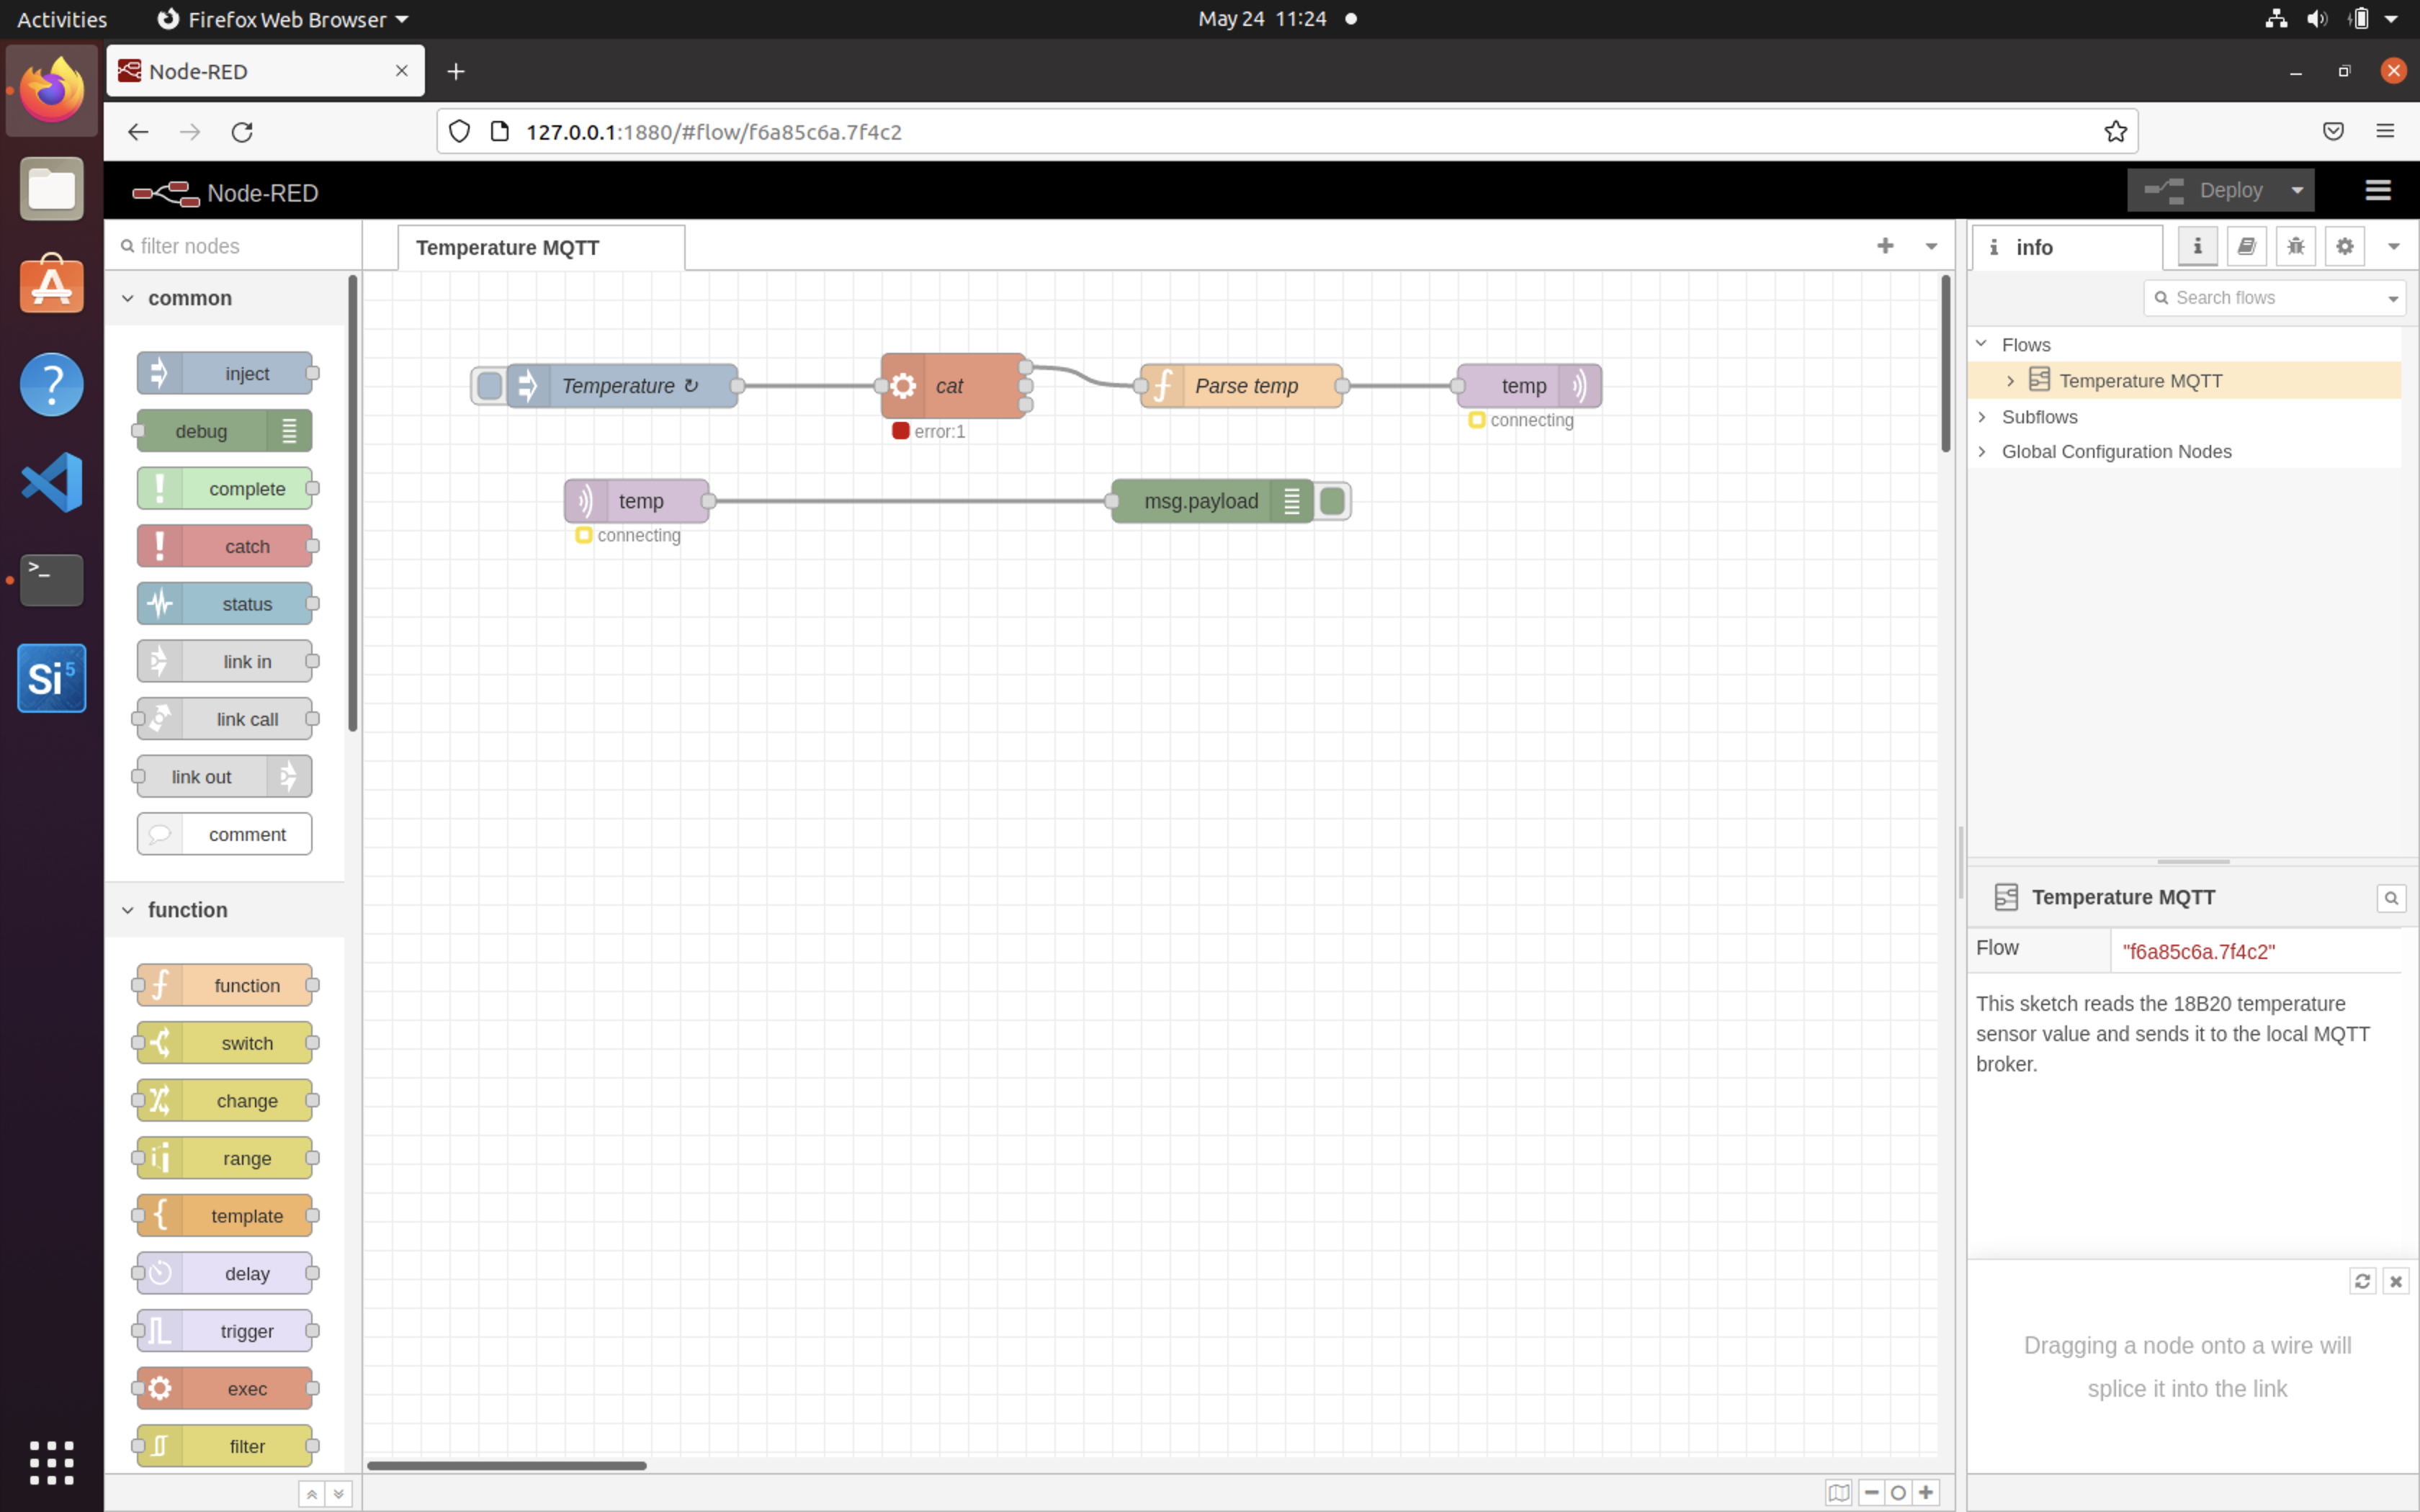 Activities
Firefox Web Browser
May 24 11:24
Node-RED
127.0.0.1:1880/#flow/f6a85c6a.7f4c2
Node-RED
Deploy
filter nodes
Temperature MQTT
i info
i
Search flows
common
inject
debug
complete
catch
status
link in
link call
link out
comment
function
function
switch
change
range
template
delay
trigger
exec
filter
Temperature ↻
cat
error:1
Parse temp
temp
connecting
temp
connecting
msg.payload
Flows
Temperature MQTT
Subflows
Global Configuration Nodes
Temperature MQTT
Flow
"f6a85c6a.7f4c2"
This sketch reads the 18B20 temperature
sensor value and sends it to the local MQTT
broker.
Dragging a node onto a wire will
splice it into the link
>_
Si5